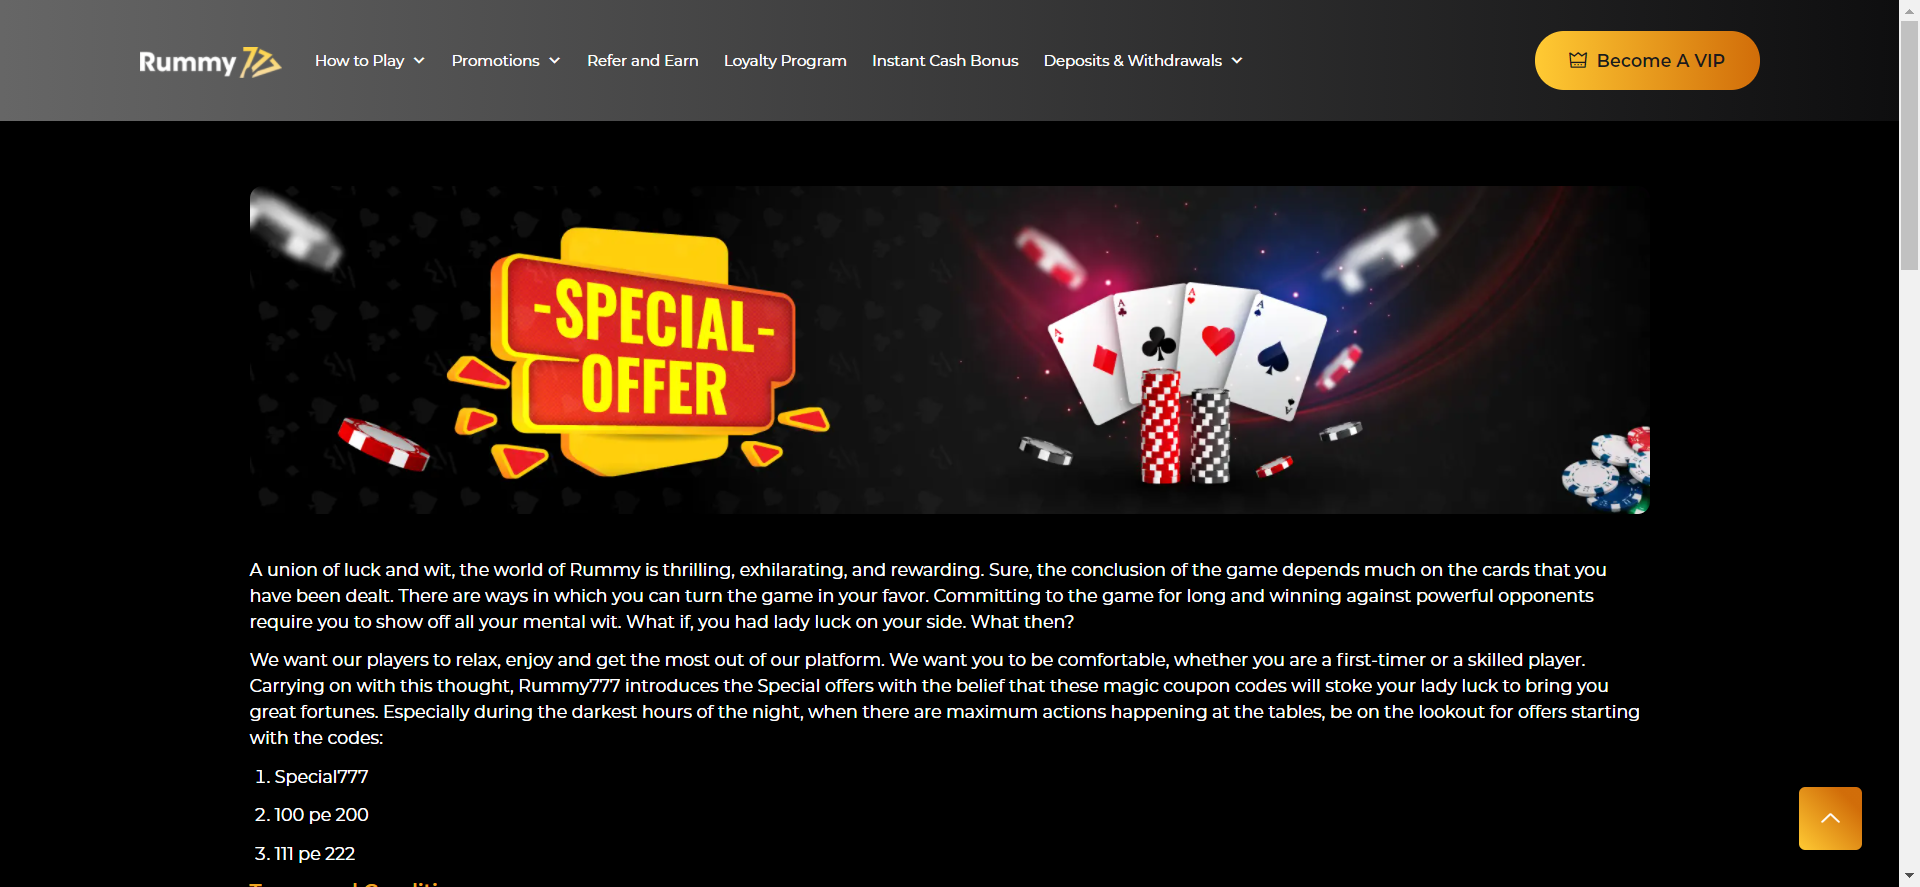 Rummy 777
How to Play
Promotions
Refer and Earn
Loyalty Program
Instant Cash Bonus
Deposits & Withdrawals
Become A VIP
-SPECIAL-
OFFER
A
A
A
A
A
A union of luck and wit, the world of Rummy is thrilling, exhilarating, and rewarding. Sure, the conclusion of the game depends much on the cards that you
have been dealt. There are ways in which you can turn the game in your favor. Committing to the game for long and winning against powerful opponents
require you to show off all your mental wit. What if, you had lady luck on your side. What then?
We want our players to relax, enjoy and get the most out of our platform. We want you to be comfortable, whether you are a first-timer or a skilled player.
Carrying on with this thought, Rummy777 introduces the Special offers with the belief that these magic coupon codes will stoke your lady luck to bring you
great fortunes. Especially during the darkest hours of the night, when there are maximum actions happening at the tables, be on the lookout for offers starting
with the codes:
1. Special777
2. 100 pe 200
3. 111 pe 222